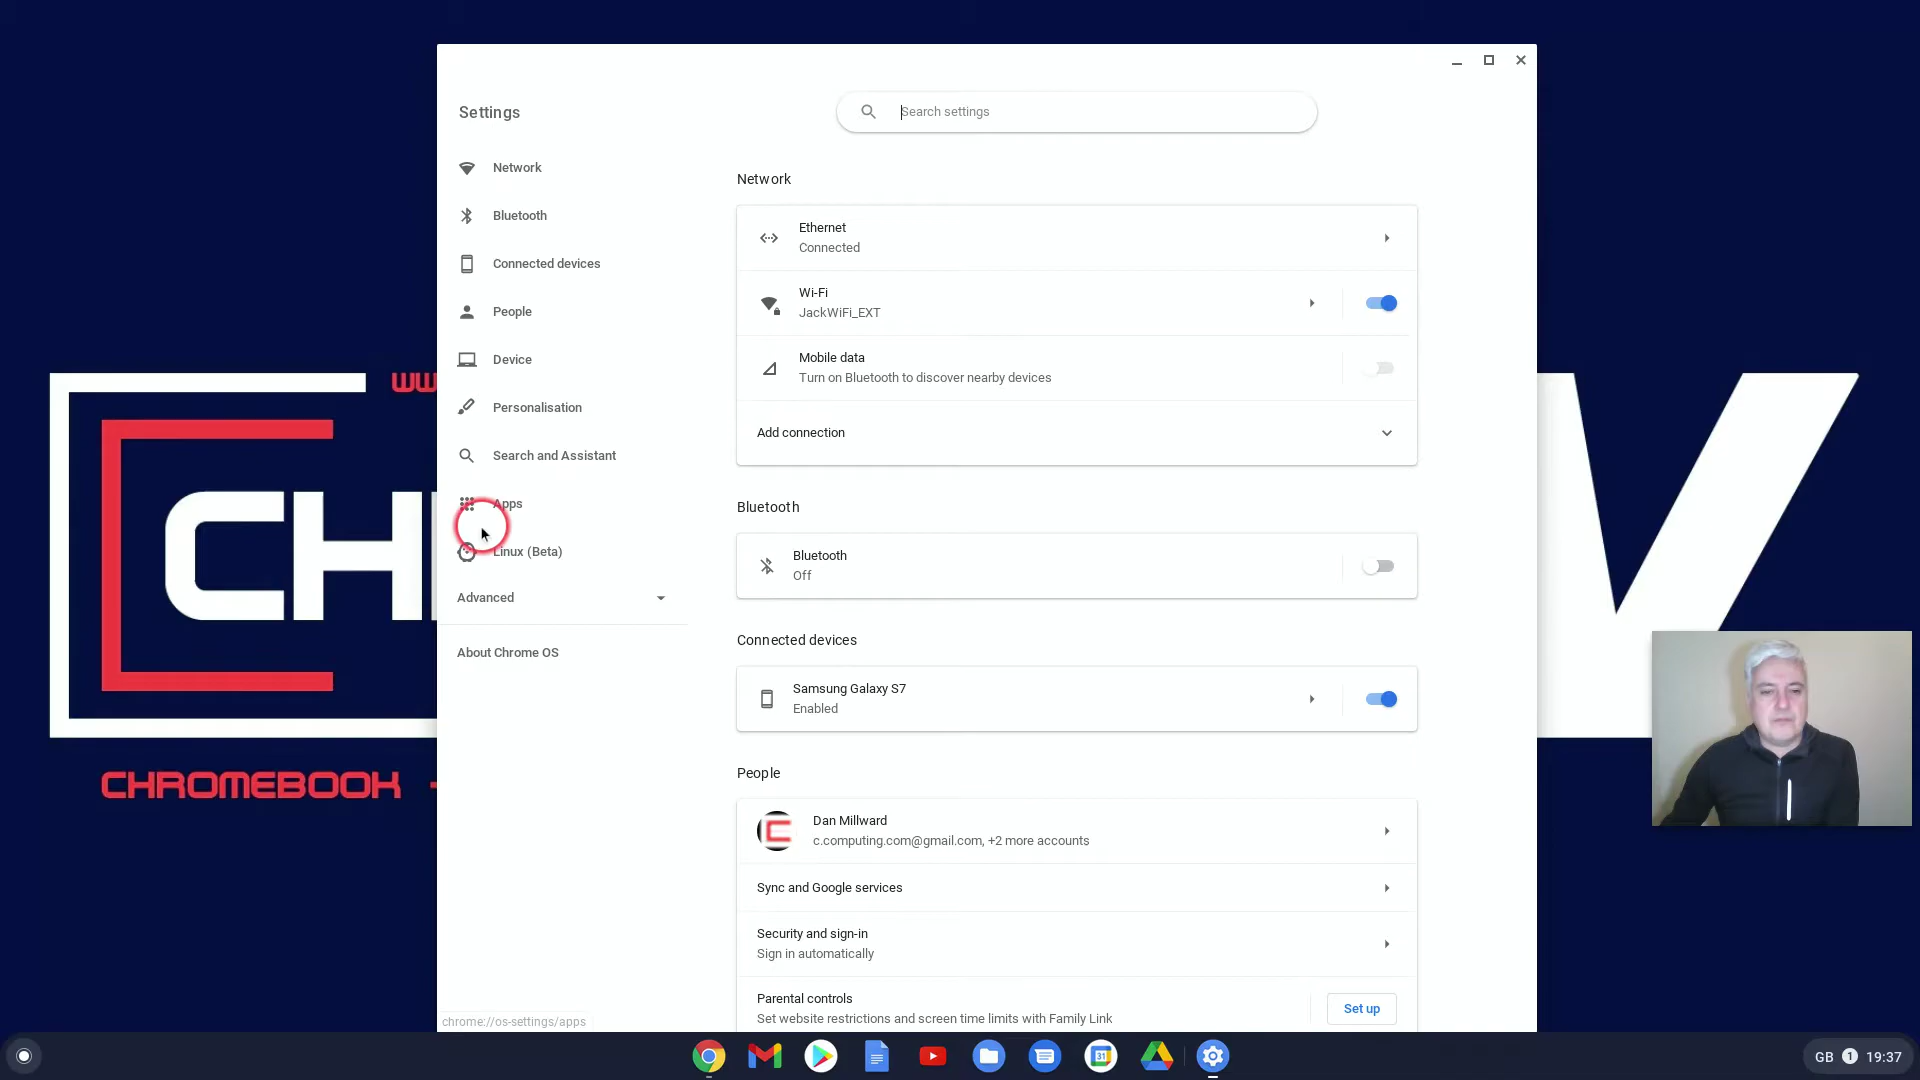 Settings
Search settings
Network
Bluetooth
Connected devices
People
Device
Personalisation
Search and Assistant
Apps
Linux (Beta)
Advanced
About Chrome OS
Network
Ethernet
Connected
Wi-Fi
JackWiFi_EXT
Mobile data
Turn on Bluetooth to discover nearby devices
Add connection
Bluetooth
Bluetooth
Off
Connected devices
Samsung Galaxy S7
Enabled
People
Dan Millward
c.computing.com@gmail.com, +2 more accounts
Sync and Google services
Security and sign-in
Sign in automatically
Parental controls
Set website restrictions and screen time limits with Family Link
Set up
chrome://os-settings/apps
CHROMEBOOK -
31
GB 1 19:37